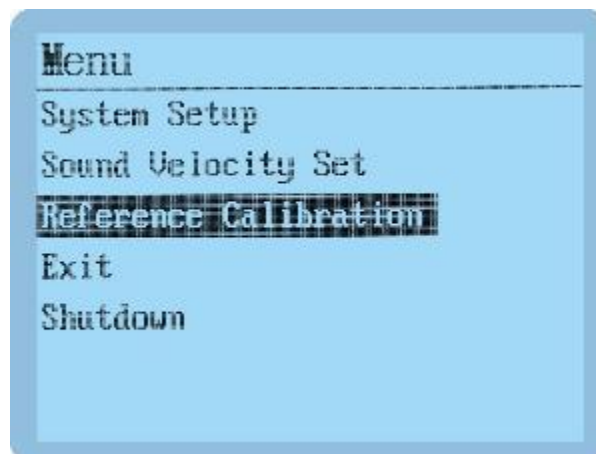 Menu
System Setup
Sound Velocity Set
Reference Calibration
Exit
Shutdown